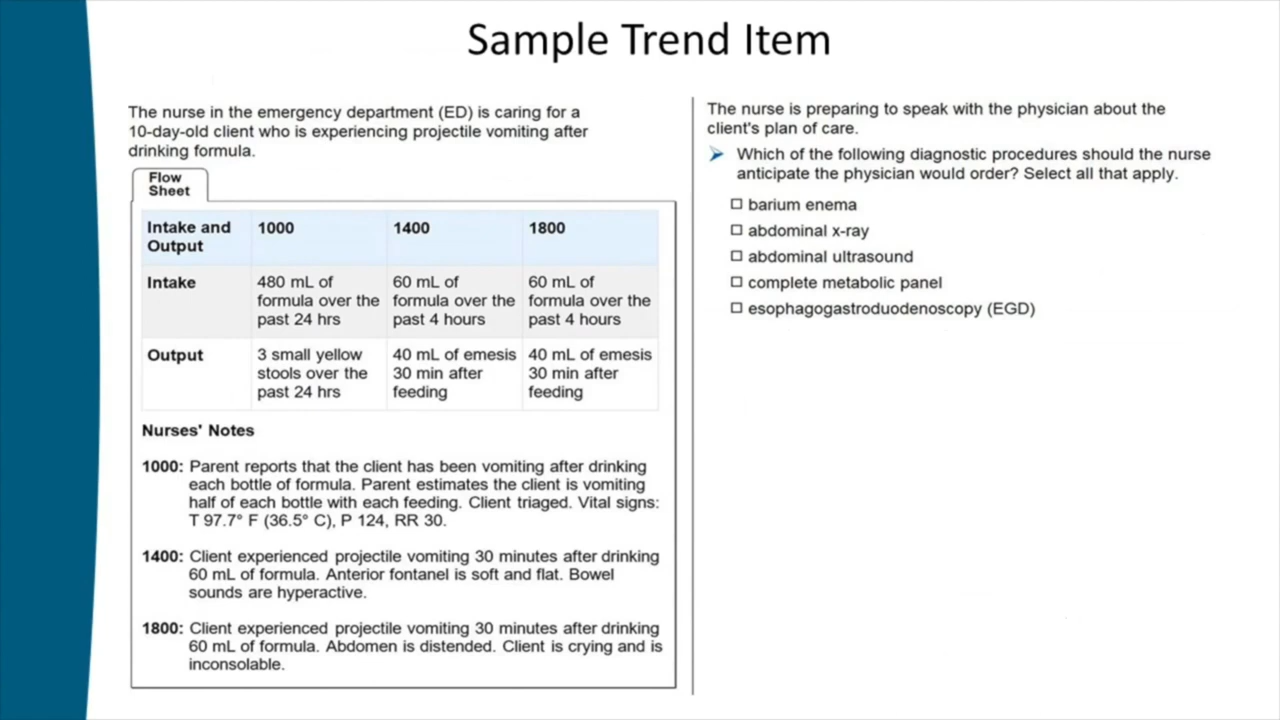 Sample Trend Item
The nurse in the emergency department (ED) is caring for a
10-day-old client who is experiencing projectile vomiting after
drinking formula.
Flow
Sheet
Intake and
Output
1000
1400
1800
Intake
480 mL of
formula over the
past 24 hrs
60 mL of
formula over the
past 4 hours
60 mL of
formula over the
past 4 hours
Output
3 small yellow
stools over the
past 24 hrs
40 mL of emesis
30 min after
feeding
40 mL of emesis
30 min after
feeding
Nurses' Notes
1000: Parent reports that the client has been vomiting after drinking
each bottle of formula. Parent estimates the client is vomiting
half of each bottle with each feeding. Client triaged. Vital signs:
T 97.7° F (36.5° C), P 124, RR 30.
1400: Client experienced projectile vomiting 30 minutes after drinking
60 mL of formula. Anterior fontanel is soft and flat. Bowel
sounds are hyperactive.
1800: Client experienced projectile vomiting 30 minutes after drinking
60 mL of formula. Abdomen is distended. Client is crying and is
inconsolable.
The nurse is preparing to speak with the physician about the
client's plan of care.
Which of the following diagnostic procedures should the nurse
anticipate the physician would order? Select all that apply.
barium enema
abdominal x-ray
abdominal ultrasound
complete metabolic panel
esophagogastroduodenoscopy (EGD)